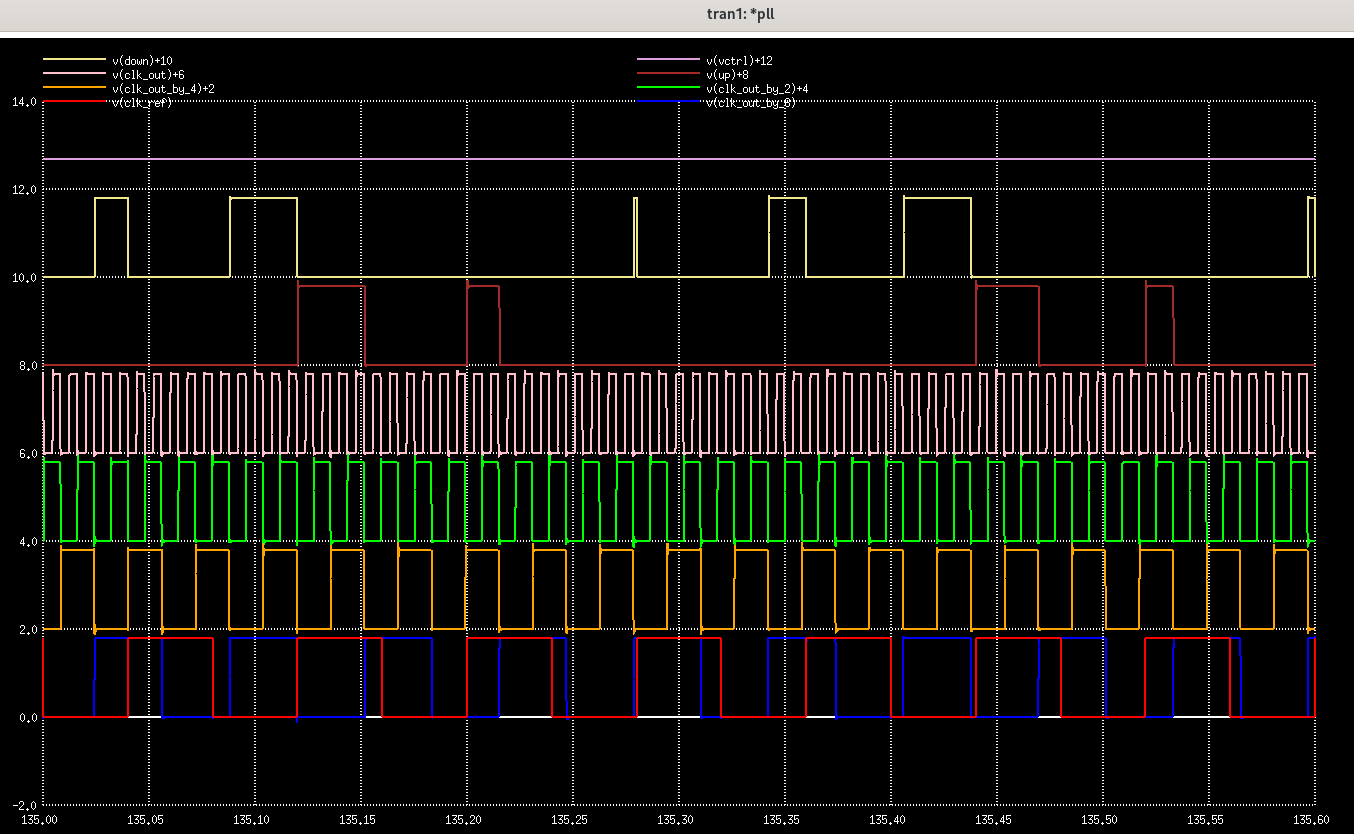 tran1: *pll
v(down)+10 v(vctrl)+12
v(clk_out)+6 v(up)+8
v(clk_out_by_4)+2 v(clk_out_by_2)+4
v(clk_ref) v(clk_out_by_8)
14.0
12.0
10.0
8.0
6.0
4.0
2.0
0.0
-2.0
135.00 135.05 135.10 135.15 135.20 135.25 135.30 135.35 135.40 135.45 135.50 135.55 135.60